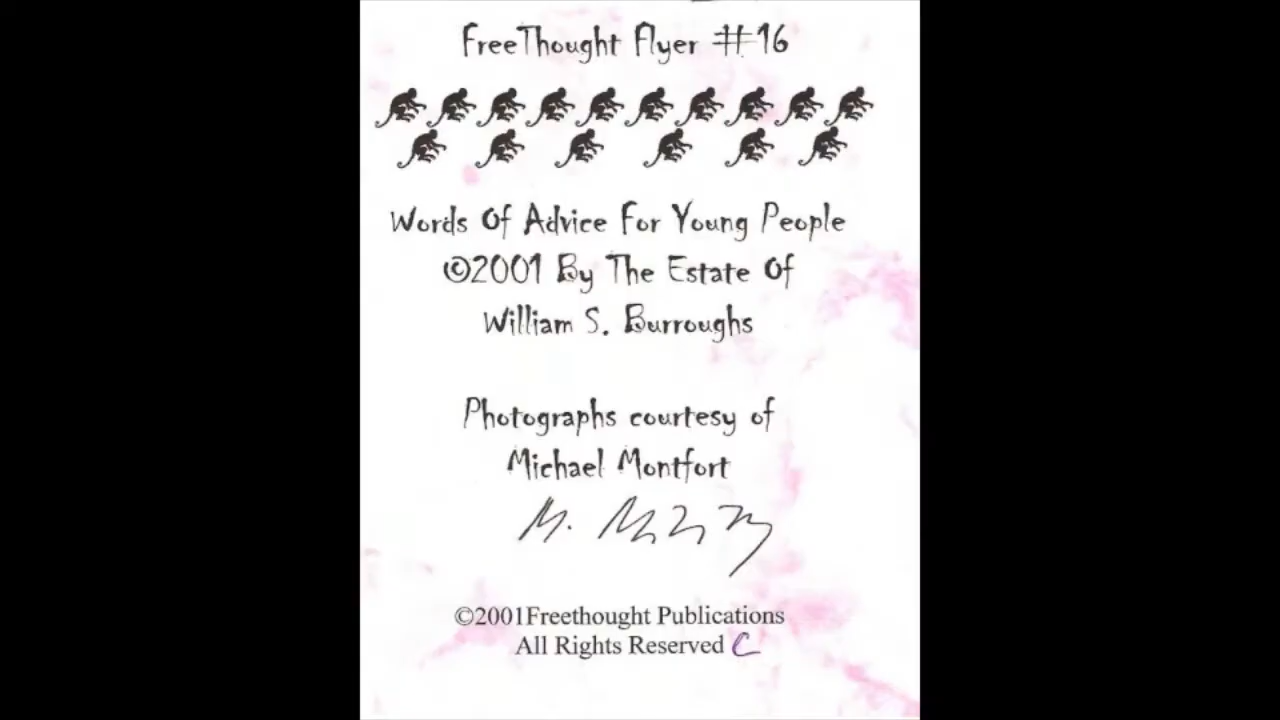 FreeThought Flyer #16
Words Of Advice For Young People
©2001 By The Estate Of
William S. Burroughs
Photographs courtesy of
Michael Montfort
©2001Freethought Publications
All Rights Reserved C